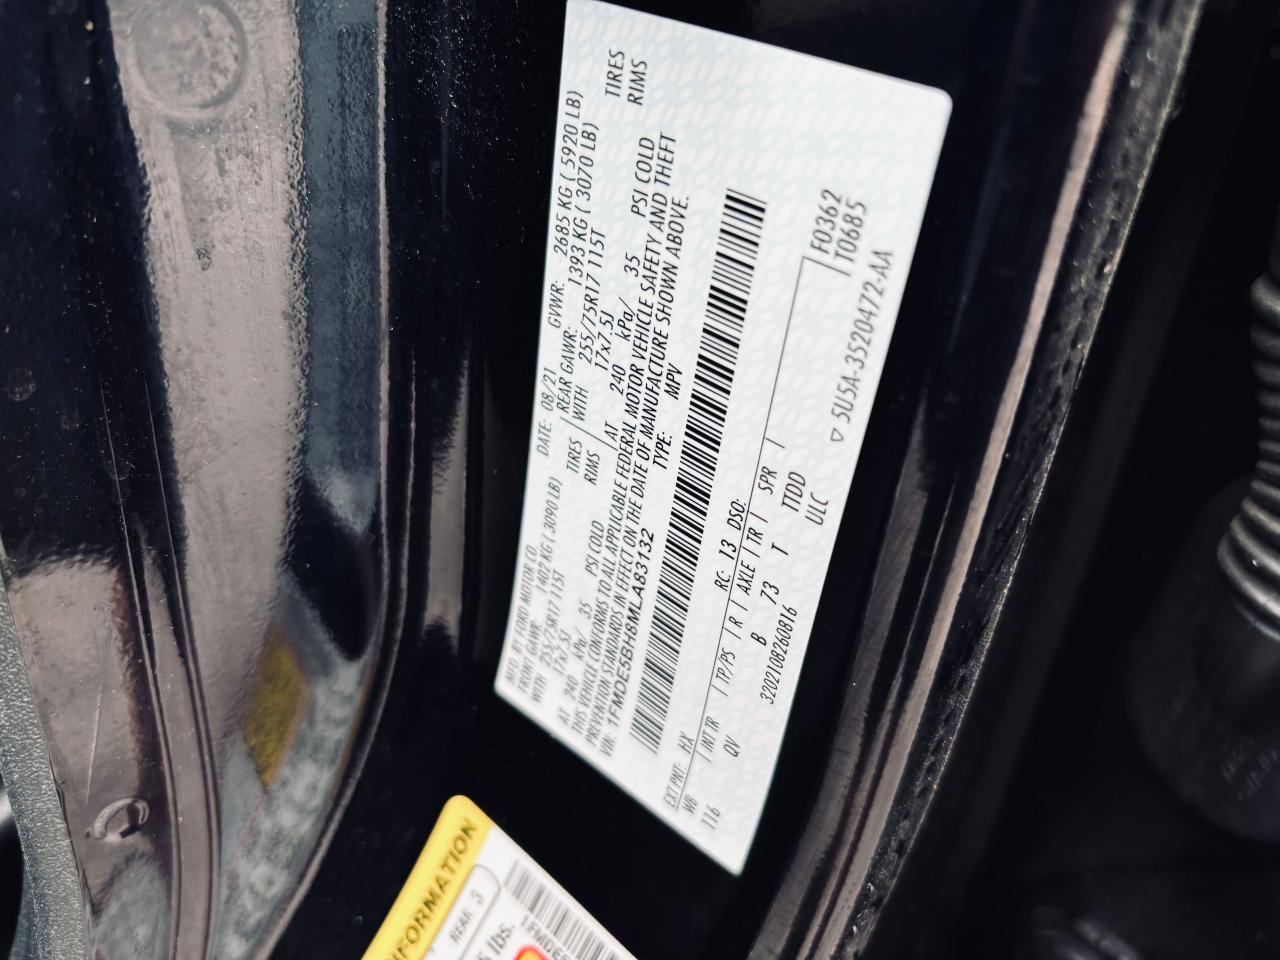 MFD. BY FORD MOTOR CO. DATE: 08/21 GVWR: 2685 KG ( 5920 LB)
FRONT GAWR: 1402 KG ( 3090 LB) REAR GAWR: 1393 KG ( 3070 LB)
WITH 255/75R17 115T TIRES WITH 255/75R17 115T TIRES
17x7.5J RIMS 17x7.5J RIMS
AT 240 kPa/ 35 PSI COLD AT 240 kPa/ 35 PSI COLD
THIS VEHICLE CONFORMS TO ALL APPLICABLE FEDERAL MOTOR VEHICLE SAFETY AND THEFT
PREVENTION STANDARDS IN EFFECT ON THE DATE OF MANUFACTURE SHOWN ABOVE.
VIN: 1FMDE5BH8MLA83132 TYPE: MPV
EXT PNT: HX RC: 13 DSO: F0362
WB INT TR TP/PS R AXLE TR SPR T0685
116 QV B 73 T TTDD
3202108260816 ULC ▽ 5U5A-3520472-AA
REAR: 3
lbs.